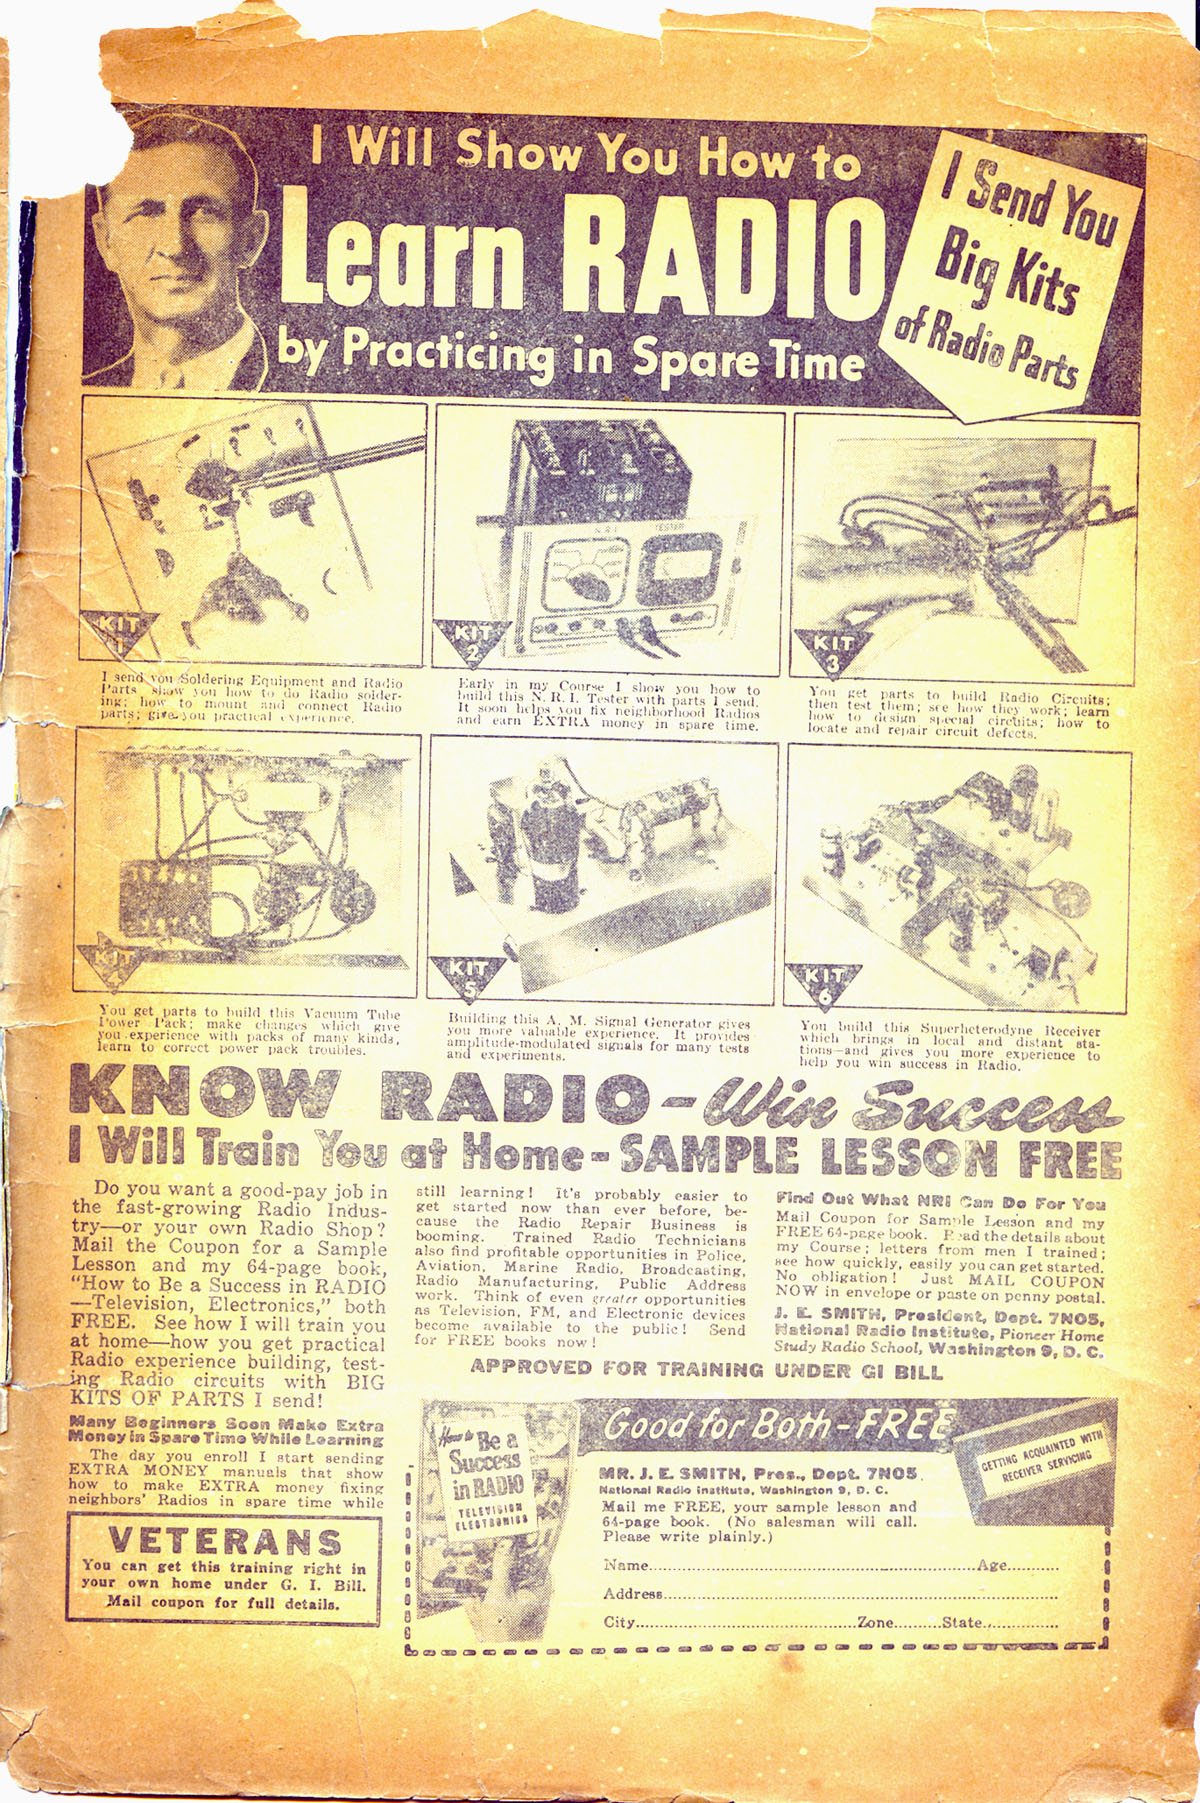 I Will Show You How to
Learn RADIO
by Practicing in Spare Time
I Send You
Big Kits
of Radio Parts
KIT
1
I send you Soldering Equipment and Radio
Parts; show you how to do Radio solder-
ing; how to mount and connect Radio
parts; give you practical experience.
N.R.I. TESTER
KIT
2
Early in my Course I show you how to
build this N. R. I. Tester with parts I send.
It soon helps you fix neighborhood Radios
and earn EXTRA money in spare time.
KIT
3
You get parts to build Radio Circuits;
then test them; see how they work; learn
how to design special circuits; how to
locate and repair circuit defects.
KIT
4
You get parts to build this Vacuum Tube
Power Pack; make changes which give
you experience with packs of many kinds,
learn to correct power pack troubles.
KIT
5
Building this A. M. Signal Generator gives
you more valuable experience. It provides
amplitude-modulated signals for many tests
and experiments.
KIT
6
You build this Superheterodyne Receiver
which brings in local and distant sta-
tions—and gives you more experience to
help you win success in Radio.
KNOW RADIO - Win Success
I Will Train You at Home - SAMPLE LESSON FREE
Do you want a good-pay job in
the fast-growing Radio Indus-
try—or your own Radio Shop?
Mail the Coupon for a Sample
Lesson and my 64-page book,
"How to Be a Success in RADIO
—Television, Electronics," both
FREE. See how I will train you
at home—how you get practical
Radio experience building, test-
ing Radio circuits with BIG
KITS OF PARTS I send!
Many Beginners Soon Make Extra
Money in Spare Time While Learning
The day you enroll I start sending
EXTRA MONEY manuals that show
how to make EXTRA money fixing
neighbors' Radios in spare time while
still learning! It's probably easier to
get started now than ever before, be-
cause the Radio Repair Business is
booming. Trained Radio Technicians
also find profitable opportunities in Police,
Aviation, Marine Radio, Broadcasting,
Radio Manufacturing, Public Address
work. Think of even greater opportunities
as Television, FM, and Electronic devices
become available to the public! Send
for FREE books now!
Find Out What NRI Can Do For You
Mail Coupon for Sample Lesson and my
FREE 64-page book. Read the details about
my Course; letters from men I trained;
see how quickly, easily you can get started.
No obligation! Just MAIL COUPON
NOW in envelope or paste on penny postal.
J. E. SMITH, President, Dept. 7NO5,
National Radio Institute, Pioneer Home
Study Radio School, Washington 9, D. C.
APPROVED FOR TRAINING UNDER GI BILL
VETERANS
You can get this training right in
your own home under G. I. Bill.
Mail coupon for full details.
How to Be a
Success
in RADIO
TELEVISION
ELECTRONICS
Good for Both - FREE
GETTING ACQUAINTED WITH
RECEIVER SERVICING
MR. J. E. SMITH, Pres., Dept. 7NO5,
National Radio Institute, Washington 9, D. C.
Mail me FREE, your sample lesson and
64-page book. (No salesman will call.
Please write plainly.)
Name..........Age..........
Address..........
City..........Zone..........State..........